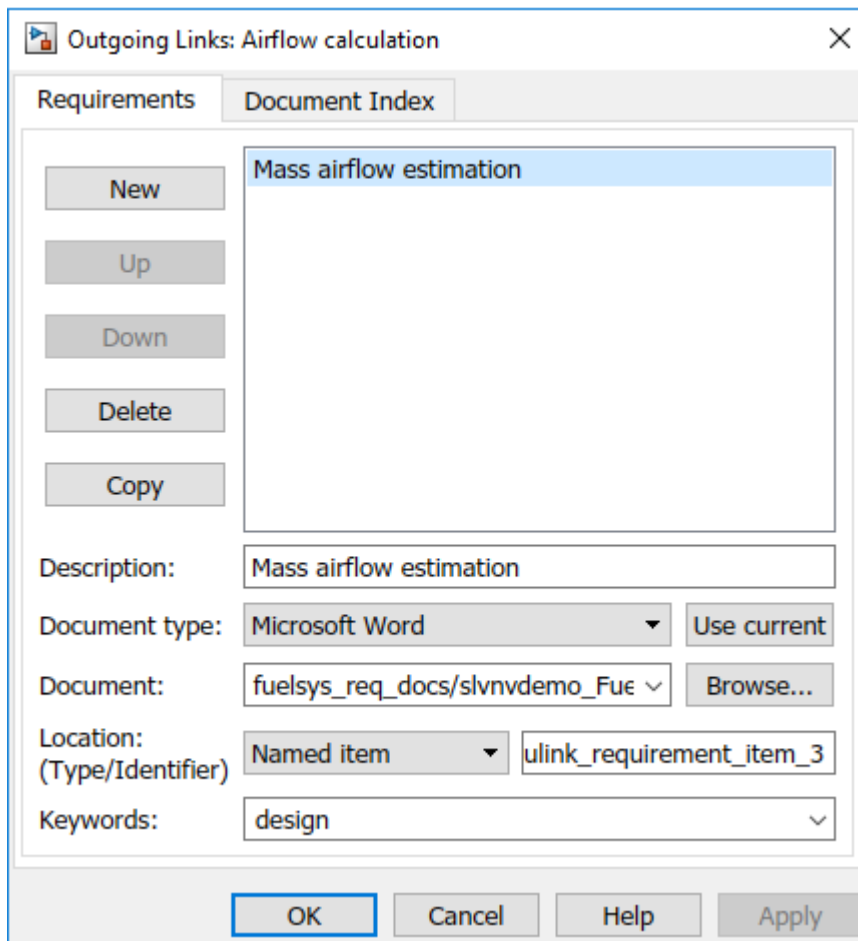 Outgoing Links: Airflow calculation
Requirements Document Index
New
Mass airflow estimation
Up
Down
Delete
Copy
Description: Mass airflow estimation
Document type: Microsoft Word Use current
Document: fuelsys_req_docs/slvnvdemo_Fue Browse...
Location:
(Type/Identifier) Named item ulink_requirement_item_3
Keywords: design
OK Cancel Help Apply